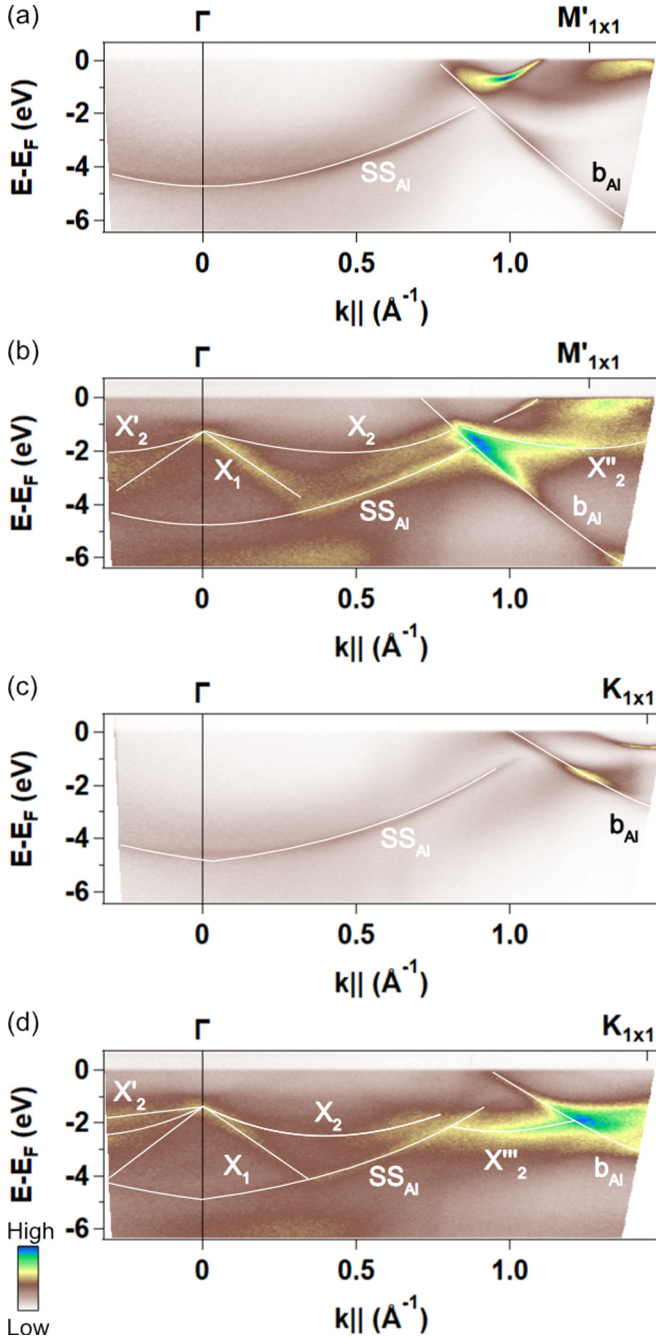 (a)
Γ M'1x1
0
-2
-4
-6
E-EF (eV)
SSAl
bAl
0 0.5 1.0
k|| (Å-1)
(b)
Γ M'1x1
0
-2
-4
-6
E-EF (eV)
X'2
X1
X2
SSAl
X"2
bAl
0 0.5 1.0
k|| (Å-1)
(c)
Γ K1x1
0
-2
-4
-6
E-EF (eV)
SSAl
bAl
0 0.5 1.0
k|| (Å-1)
(d)
Γ K1x1
0
-2
-4
-6
E-EF (eV)
X'2
X1
X2
SSAl
X'''2
bAl
High
Low
0 0.5 1.0
k|| (Å-1)